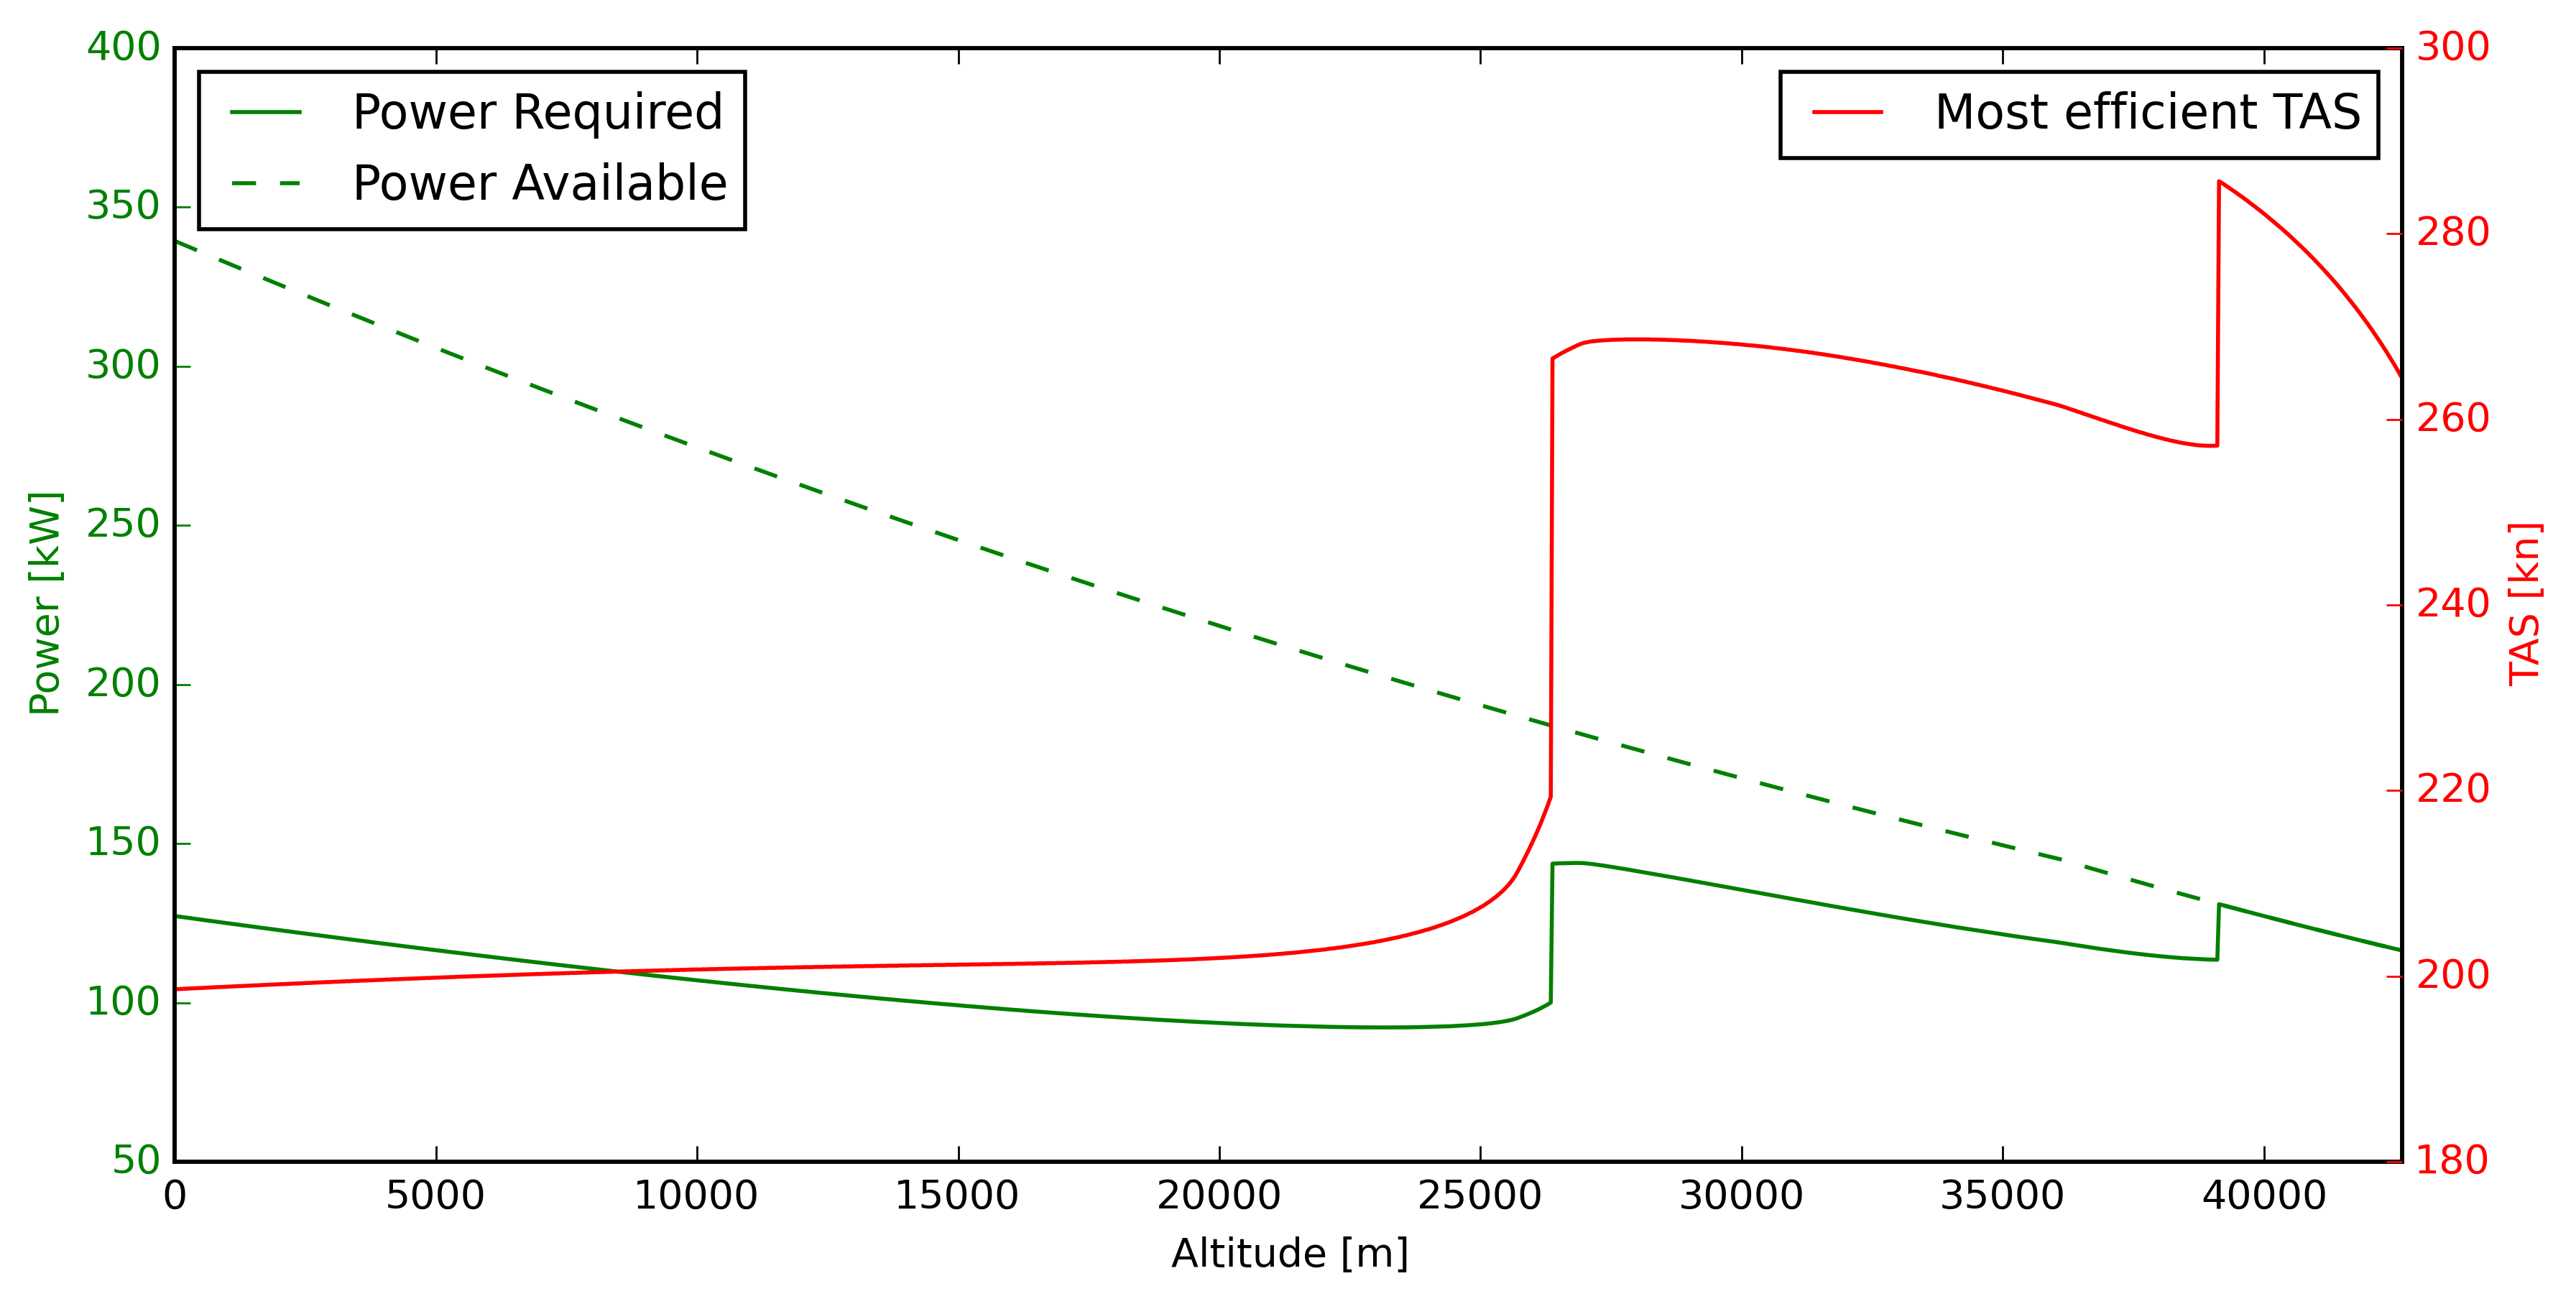 400
350
300
250
200
150
100
50
Power [kW]
Power Required
Power Available
Most efficient TAS
300
280
260
240
220
200
180
TAS [kn]
0 5000 10000 15000 20000 25000 30000 35000 40000
Altitude [m]